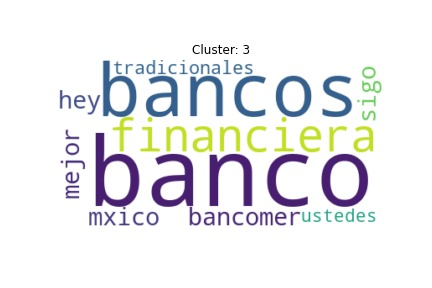 Cluster: 3
tradicionales
bancos
hey
sigo
financiera
mejor
banco
mxico
bancomer
ustedes